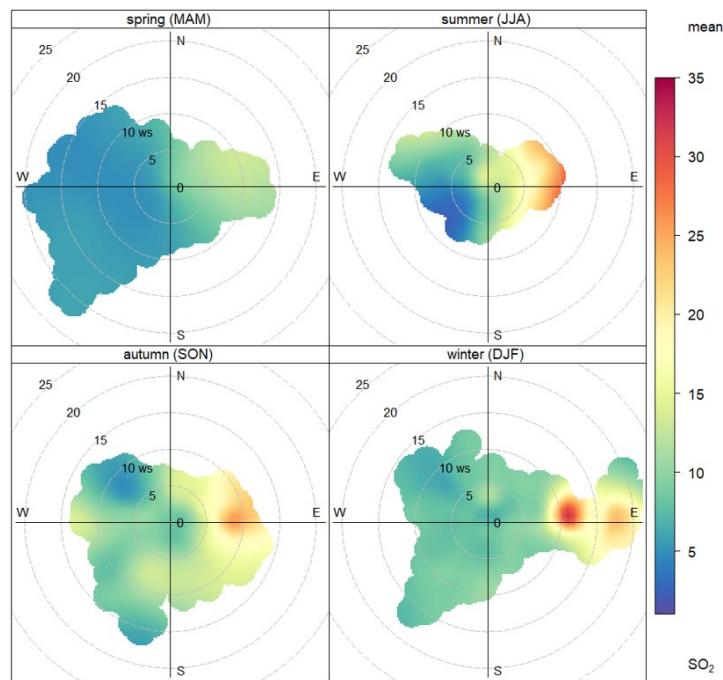 spring (MAM)
summer (JJA)
mean
25
20
15
10 ws
5
0
N
W
E
S
25
20
15
10 ws
5
0
N
W
E
S
35
30
25
20
15
10
5
autumn (SON)
winter (DJF)
25
20
15
10 ws
5
0
N
W
E
S
25
20
15
10 ws
5
0
N
W
E
S
SO₂